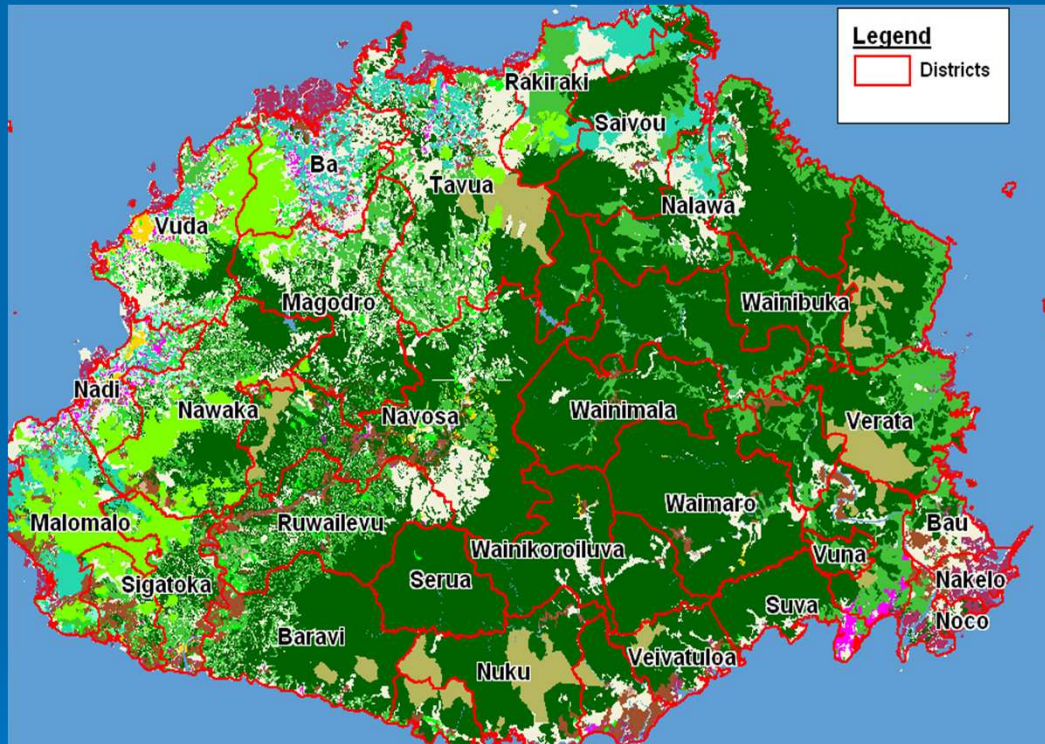 Legend
Districts
Rakiraki
Saivou
Ba
Tavua
Nalawa
Vuda
Magodro
Wainibuka
Nadi
Nawaka
Navosa
Wainimala
Verata
Malomalo
Ruwailevu
Waimaro
Bau
Wainikoroiluva
Vuna
Sigatoka
Serua
Nakelo
Suva
Noco
Baravi
Nuku
Veivatuloa